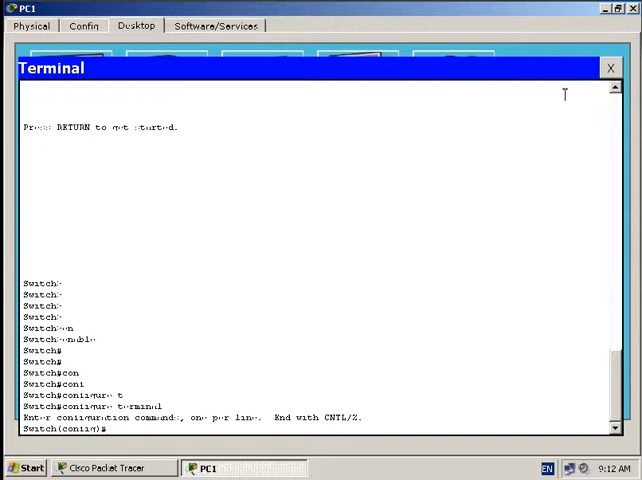 PC1
Physical Config Desktop Software/Services
Terminal X
Press RETURN to get started.
Switch>
Switch>
Switch>
Switch>
Switch>en
Switch>enable
Switch#
Switch#
Switch#con
Switch#conf
Switch#configure t
Switch#configure terminal
Enter configuration commands, one per line. End with CNTL/Z.
Switch(config)#
Start Cisco Packet Tracer PC1 EN 9:12 AM